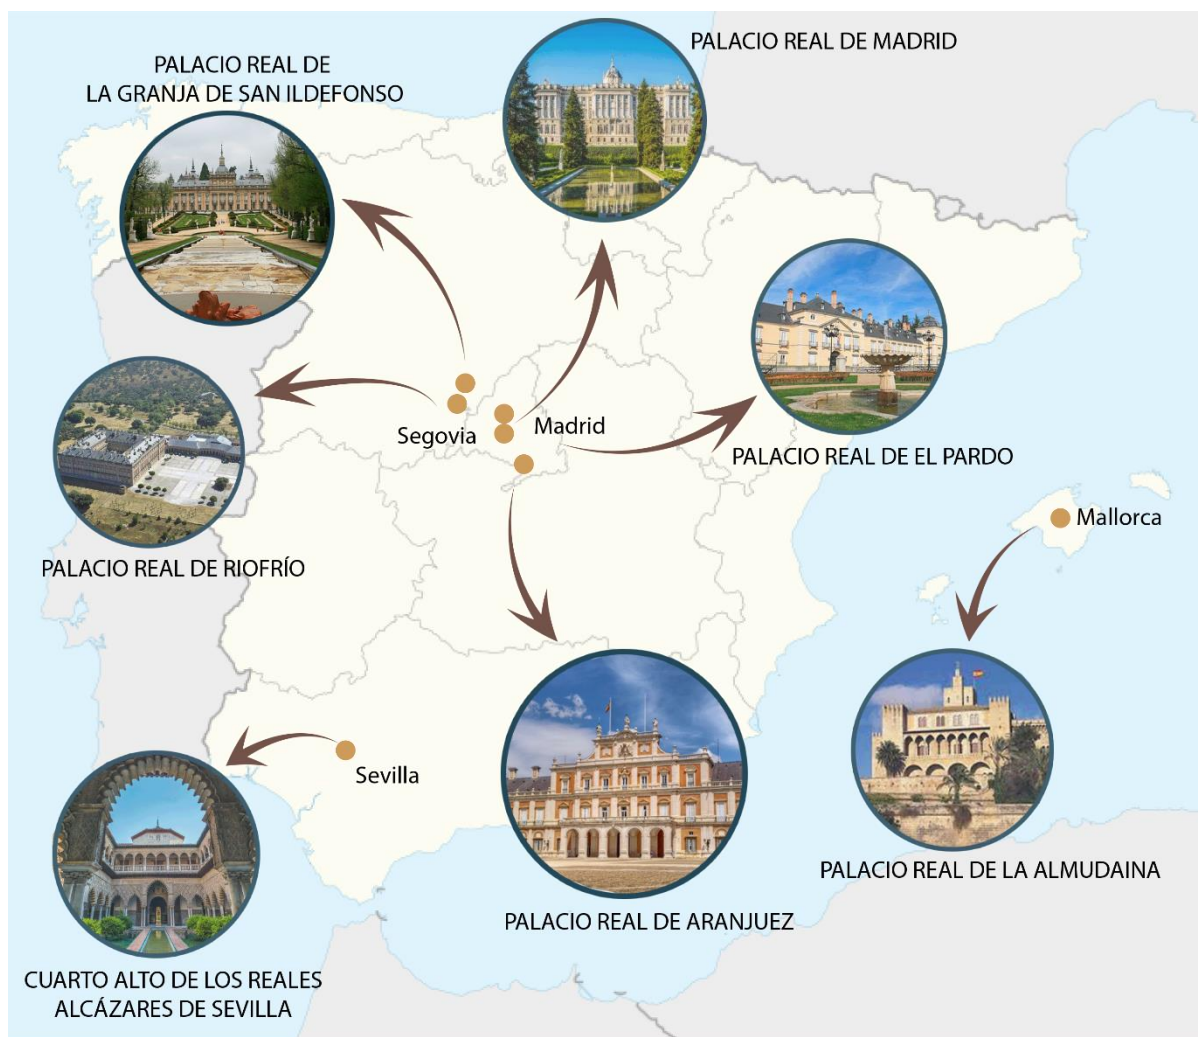 PALACIO REAL DE MADRID
PALACIO REAL DE
LA GRANJA DE SAN ILDEFONSO
Segovia
Madrid
PALACIO REAL DE EL PARDO
Mallorca
PALACIO REAL DE RIOFRÍO
Sevilla
PALACIO REAL DE LA ALMUDAINA
PALACIO REAL DE ARANJUEZ
CUARTO ALTO DE LOS REALES
ALCÁZARES DE SEVILLA